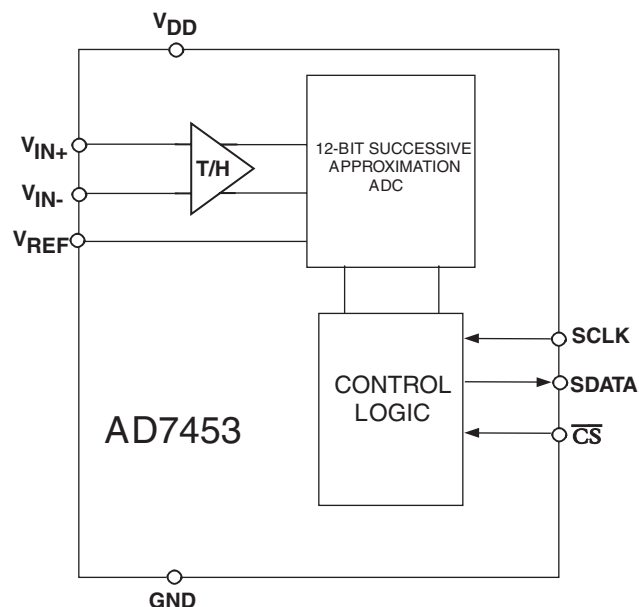 VDD
VIN+
VIN-
VREF
T/H
12-BIT SUCCESSIVE
APPROXIMATION
ADC
SCLK
SDATA
CS
CONTROL
LOGIC
AD7453
GND